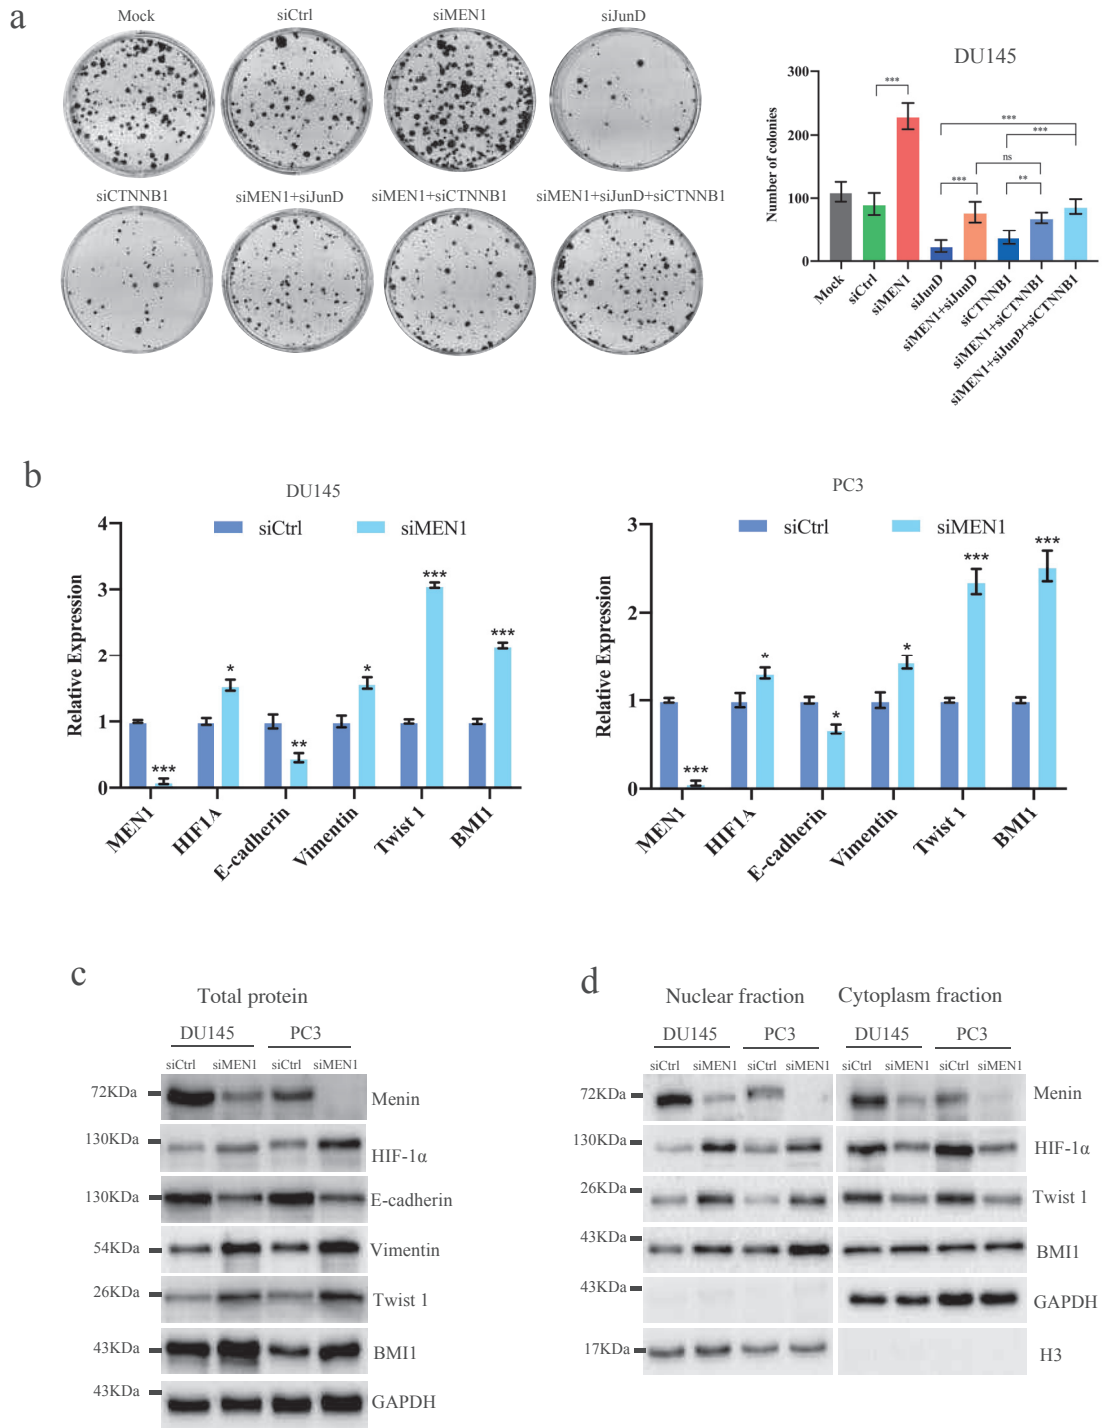 a
Mock
siCtrl
siMEN1
siJunD
siCTNNB1
siMEN1+siJunD
siMEN1+siCTNNB1
siMEN1+siJunD+siCTNNB1
DU145
Number of colonies
300
200
100
0
***
***
***
ns
***
**
Mock
siCtrl
siMEN1
siJunD
siMEN1+siJunD
siCTNNB1
siMEN1+siCTNNB1
siMEN1+siJunD+siCTNNB1
b
DU145
siCtrl
siMEN1
Relative Expression
4
3
2
1
0
***
*
**
*
***
***
MEN1
HIF1A
E-cadherin
Vimentin
Twist 1
BMI1
PC3
siCtrl
siMEN1
Relative Expression
3
2
1
0
***
*
*
*
***
***
MEN1
HIF1A
E-cadherin
Vimentin
Twist 1
BMI1
c
Total protein
DU145 PC3
siCtrl siMEN1 siCtrl siMEN1
72KDa Menin
130KDa HIF-1α
130KDa E-cadherin
54KDa Vimentin
26KDa Twist 1
43KDa BMI1
43KDa GAPDH
d
Nuclear fraction Cytoplasm fraction
DU145 PC3 DU145 PC3
siCtrl siMEN1 siCtrl siMEN1 siCtrl siMEN1 siCtrl siMEN1
72KDa Menin
130KDa HIF-1α
26KDa Twist 1
43KDa BMI1
43KDa GAPDH
17KDa H3